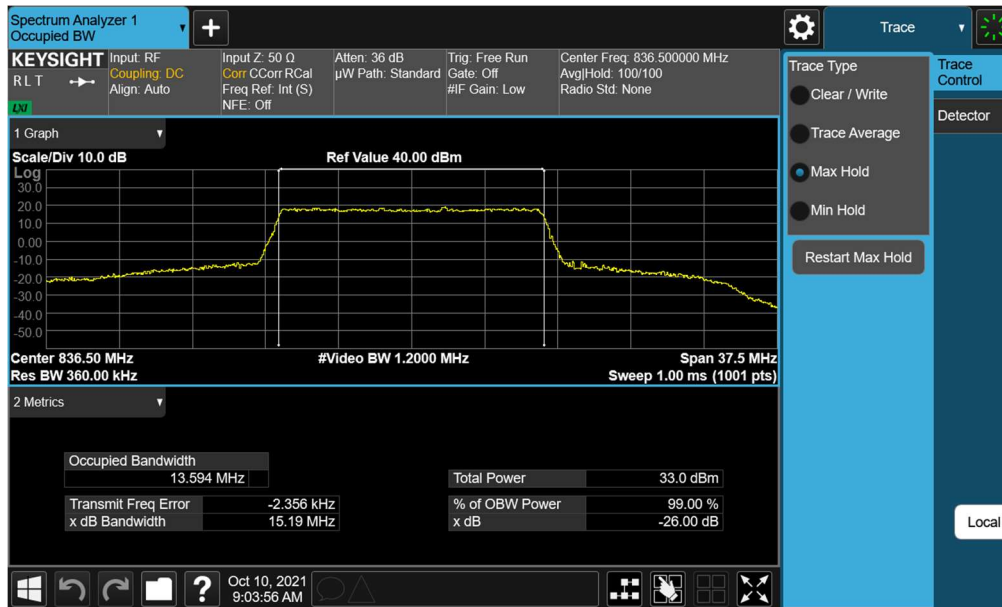 Spectrum Analyzer 1
Occupied BW
+
Trace
KEYSIGHT
R L T
LXI
Input: RF
Coupling: DC
Align: Auto
Input Z: 50 Ω
Corr CCorr RCal
Freq Ref: Int (S)
NFE: Off
Atten: 36 dB
µW Path: Standard
Trig: Free Run
Gate: Off
#IF Gain: Low
Center Freq: 836.500000 MHz
Avg|Hold: 100/100
Radio Std: None
Trace Type
Clear / Write
Trace Average
Max Hold
Min Hold
Restart Max Hold
Trace
Control
Detector
Local
1 Graph
Scale/Div 10.0 dB
Ref Value 40.00 dBm
Log
30.0
20.0
10.0
0.00
-10.0
-20.0
-30.0
-40.0
-50.0
Center 836.50 MHz
#Video BW 1.2000 MHz
Span 37.5 MHz
Res BW 360.00 kHz
Sweep 1.00 ms (1001 pts)
2 Metrics
Occupied Bandwidth
13.594 MHz
Total Power 33.0 dBm
Transmit Freq Error -2.356 kHz
% of OBW Power 99.00 %
x dB Bandwidth 15.19 MHz
x dB -26.00 dB
?
Oct 10, 2021
9:03:56 AM